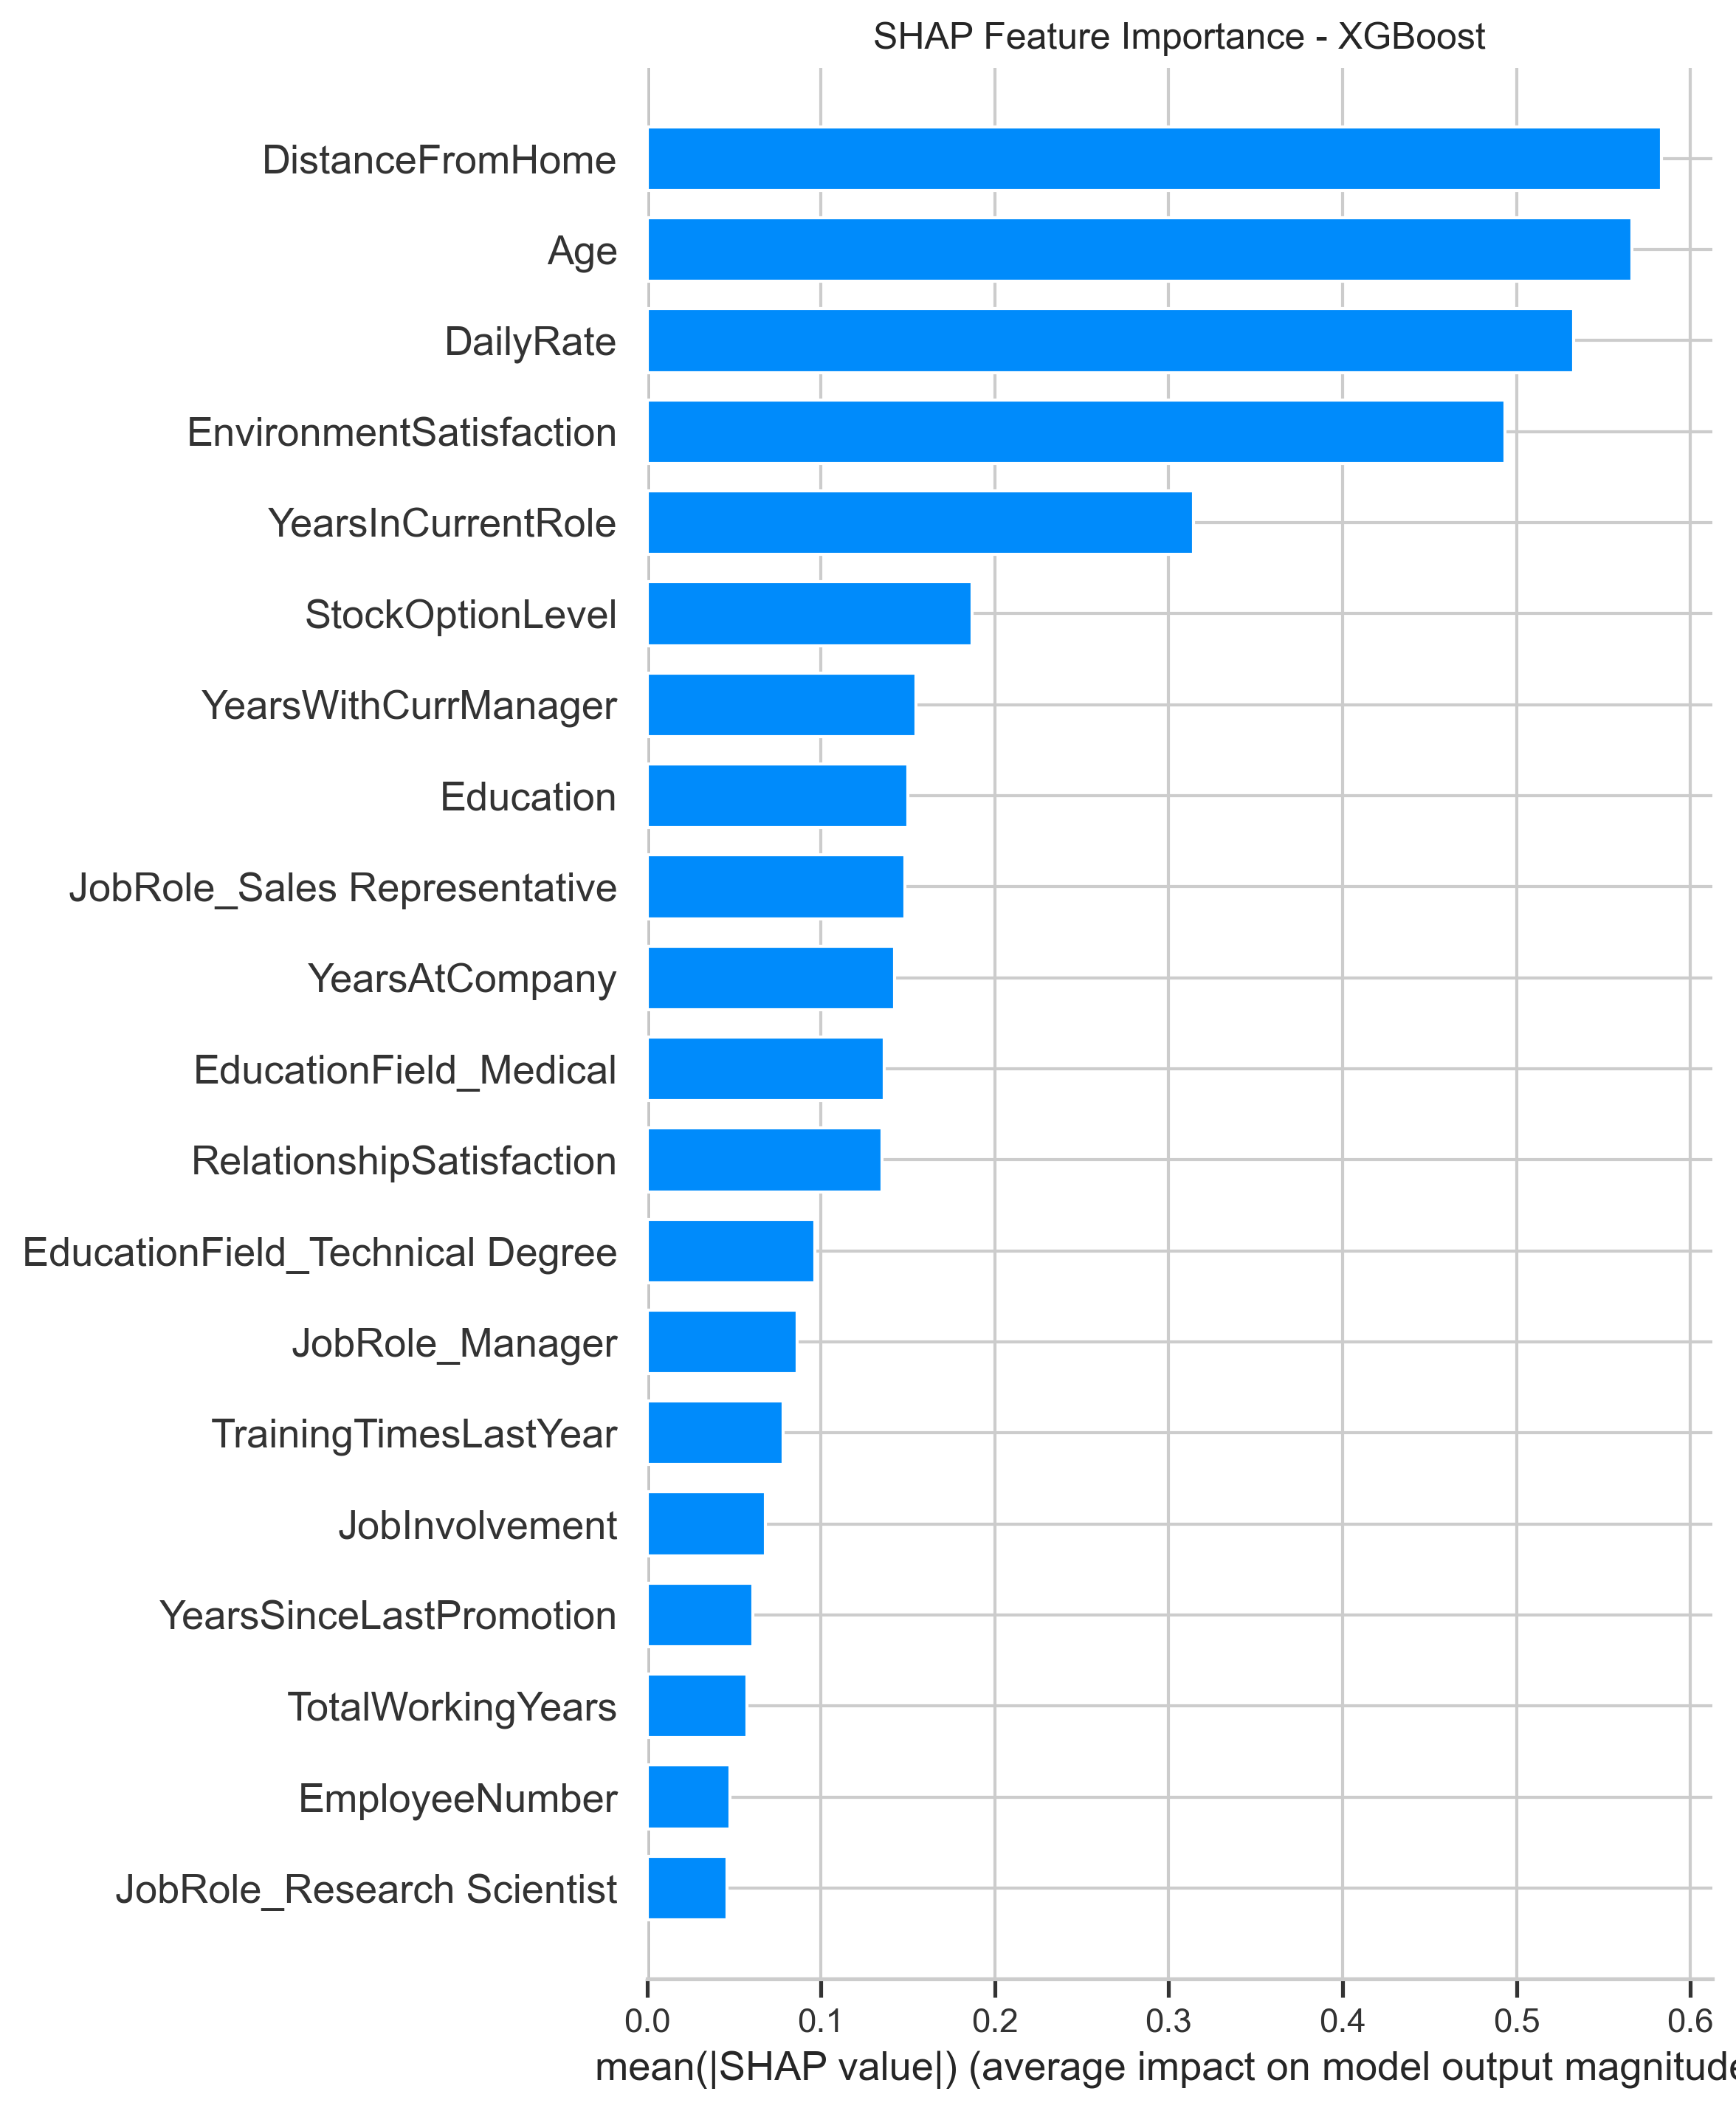 SHAP Feature Importance - XGBoost
DistanceFromHome
Age
DailyRate
EnvironmentSatisfaction
YearsInCurrentRole
StockOptionLevel
YearsWithCurrManager
Education
JobRole_Sales Representative
YearsAtCompany
EducationField_Medical
RelationshipSatisfaction
EducationField_Technical Degree
JobRole_Manager
TrainingTimesLastYear
JobInvolvement
YearsSinceLastPromotion
TotalWorkingYears
EmployeeNumber
JobRole_Research Scientist
0.0 0.1 0.2 0.3 0.4 0.5 0.6
mean(|SHAP value|) (average impact on model output magnitude